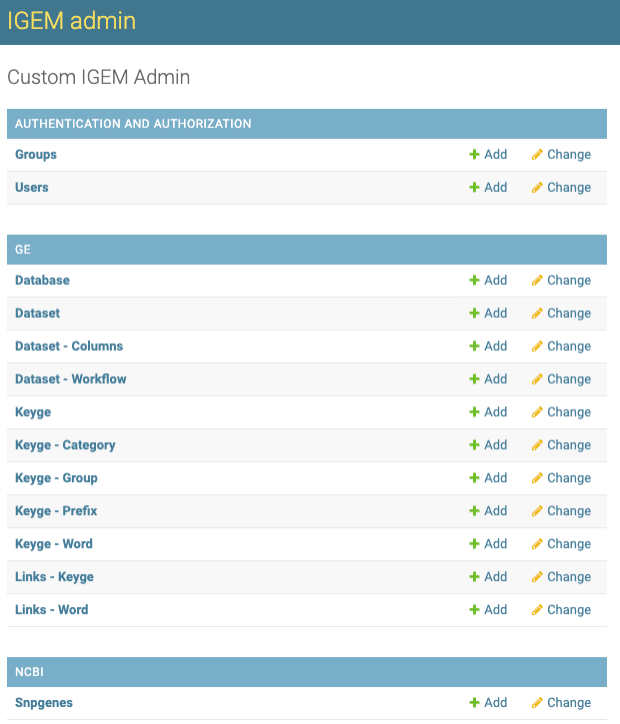 IGEM admin
Custom IGEM Admin
AUTHENTICATION AND AUTHORIZATION
Groups Add Change
Users Add Change
GE
Database Add Change
Dataset Add Change
Dataset - Columns Add Change
Dataset - Workflow Add Change
Keyge Add Change
Keyge - Category Add Change
Keyge - Group Add Change
Keyge - Prefix Add Change
Keyge - Word Add Change
Links - Keyge Add Change
Links - Word Add Change
NCBI
Snpgenes Add Change